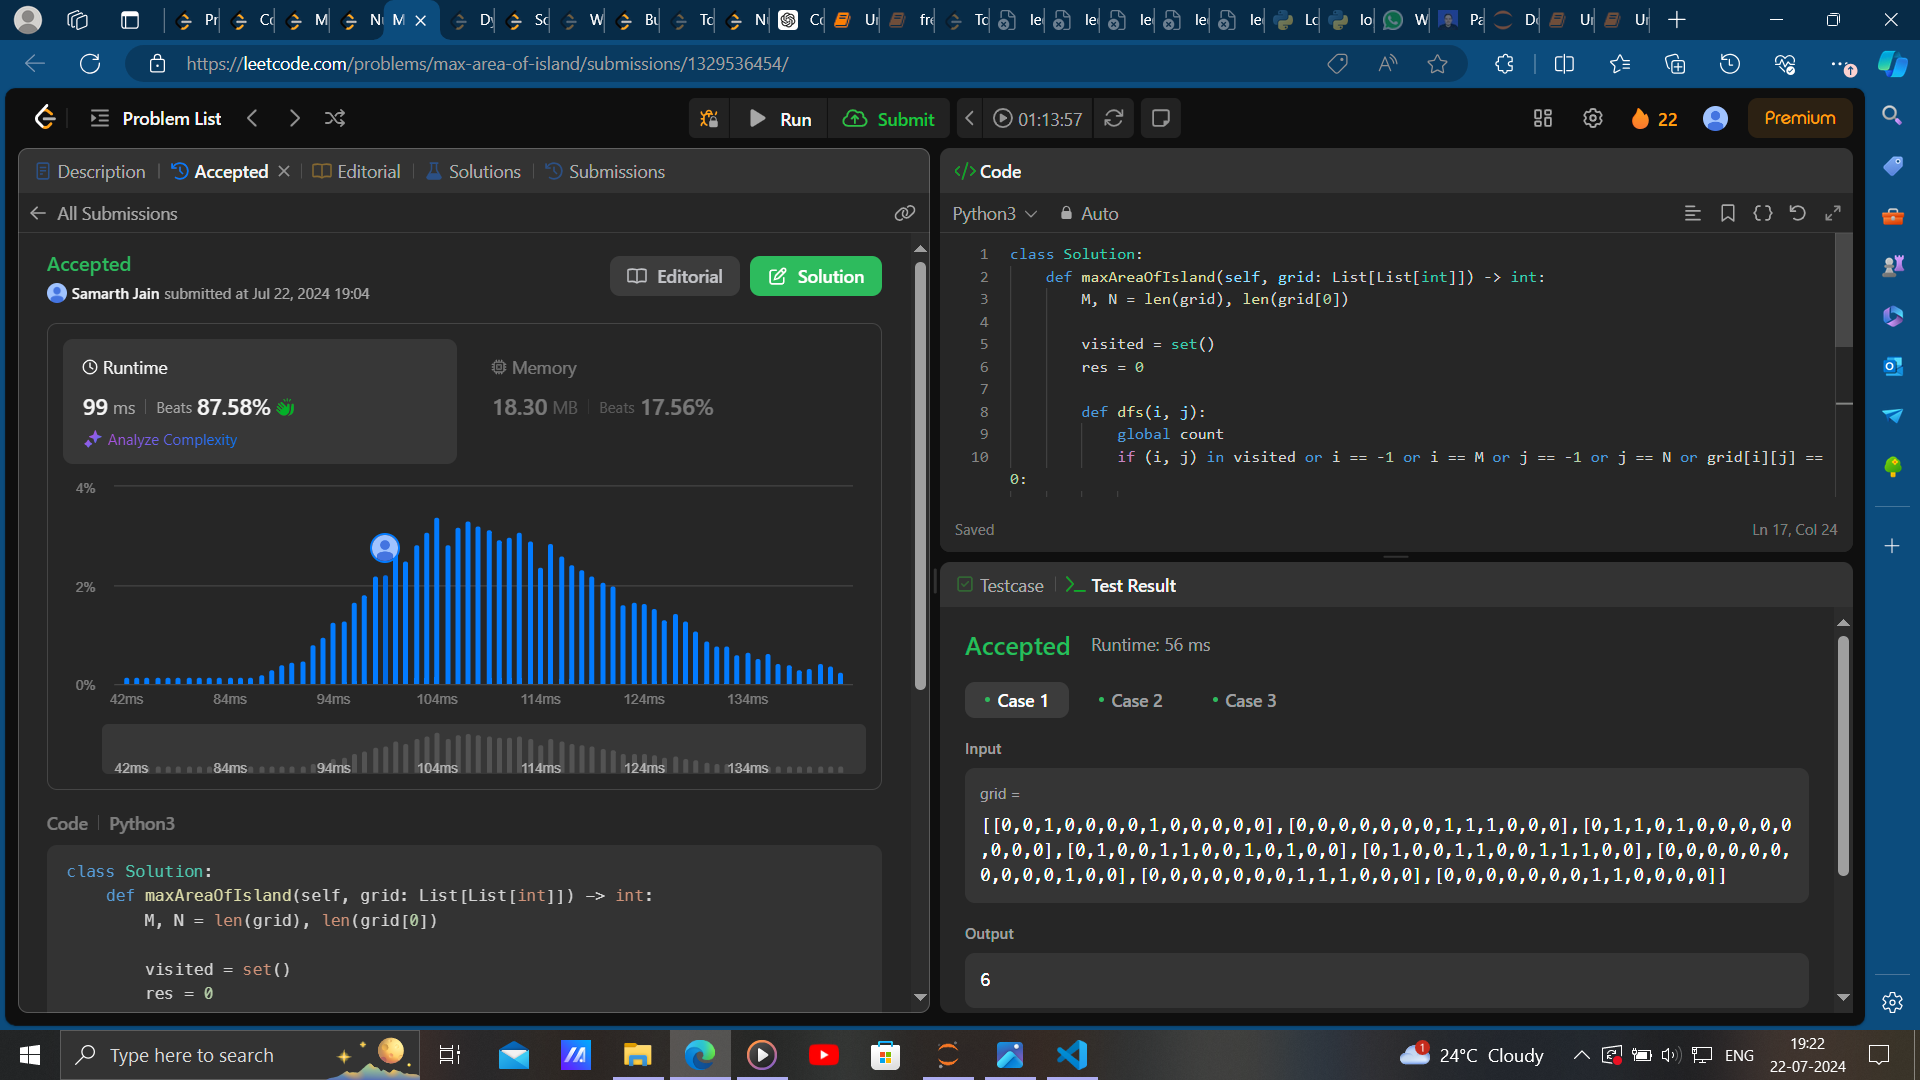 Pr
Co
M
Nu
M
Dy
So
W
Bu
To
Nu
Co
Ur
fre
To
le
le
le
le
le
Lo
lo
W
Pa
Do
Ur
Ur
https://leetcode.com/problems/max-area-of-island/submissions/1329536454/
Problem List
Run
Submit
01:13:57
22
Premium
Description
Accepted
Editorial
Solutions
Submissions
All Submissions
Accepted
Samarth Jain submitted at Jul 22, 2024 19:04
Editorial
Solution
Runtime
99 ms
Beats 87.58%
Analyze Complexity
Memory
18.30 MB
Beats 17.56%
4%
2%
0%
42ms 84ms 94ms 104ms 114ms 124ms 134ms
42ms 84ms 94ms 104ms 114ms 124ms 134ms
Code | Python3
class Solution:
    def maxAreaOfIsland(self, grid: List[List[int]]) -> int:
        M, N = len(grid), len(grid[0])
        visited = set()
        res = 0
Code
Python3
Auto
1 class Solution:
2     def maxAreaOfIsland(self, grid: List[List[int]]) -> int:
3         M, N = len(grid), len(grid[0])
4
5         visited = set()
6         res = 0
7
8         def dfs(i, j):
9             global count
10             if (i, j) in visited or i == -1 or i == M or j == -1 or j == N or grid[i][j] ==
0:
Saved
Ln 17, Col 24
Testcase
Test Result
Accepted
Runtime: 56 ms
Case 1
Case 2
Case 3
Input
grid =
[[0,0,1,0,0,0,0,1,0,0,0,0,0],[0,0,0,0,0,0,0,1,1,1,0,0,0],[0,1,1,0,1,0,0,0,0,0
,0,0,0],[0,1,0,0,1,1,0,0,1,0,1,0,0],[0,1,0,0,1,1,0,0,1,1,1,0,0],[0,0,0,0,0,0,
0,0,0,0,1,0,0],[0,0,0,0,0,0,0,1,1,1,0,0,0],[0,0,0,0,0,0,0,1,1,0,0,0,0]]
Output
6
Type here to search
1
24°C Cloudy
ENG
19:22
22-07-2024